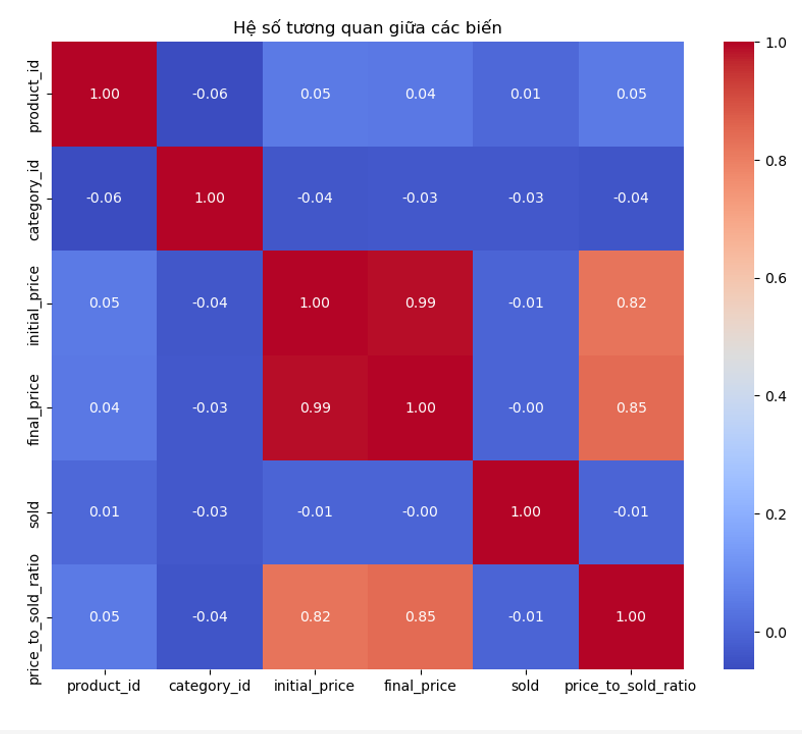 Hệ số tương quan giữa các biến
product_id
1.00 -0.06 0.05 0.04 0.01 0.05
category_id
-0.06 1.00 -0.04 -0.03 -0.03 -0.04
initial_price
0.05 -0.04 1.00 0.99 -0.01 0.82
final_price
0.04 -0.03 0.99 1.00 -0.00 0.85
sold
0.01 -0.03 -0.01 -0.00 1.00 -0.01
price_to_sold_ratio
0.05 -0.04 0.82 0.85 -0.01 1.00
product_id category_id initial_price final_price sold price_to_sold_ratio
1.0
0.8
0.6
0.4
0.2
0.0